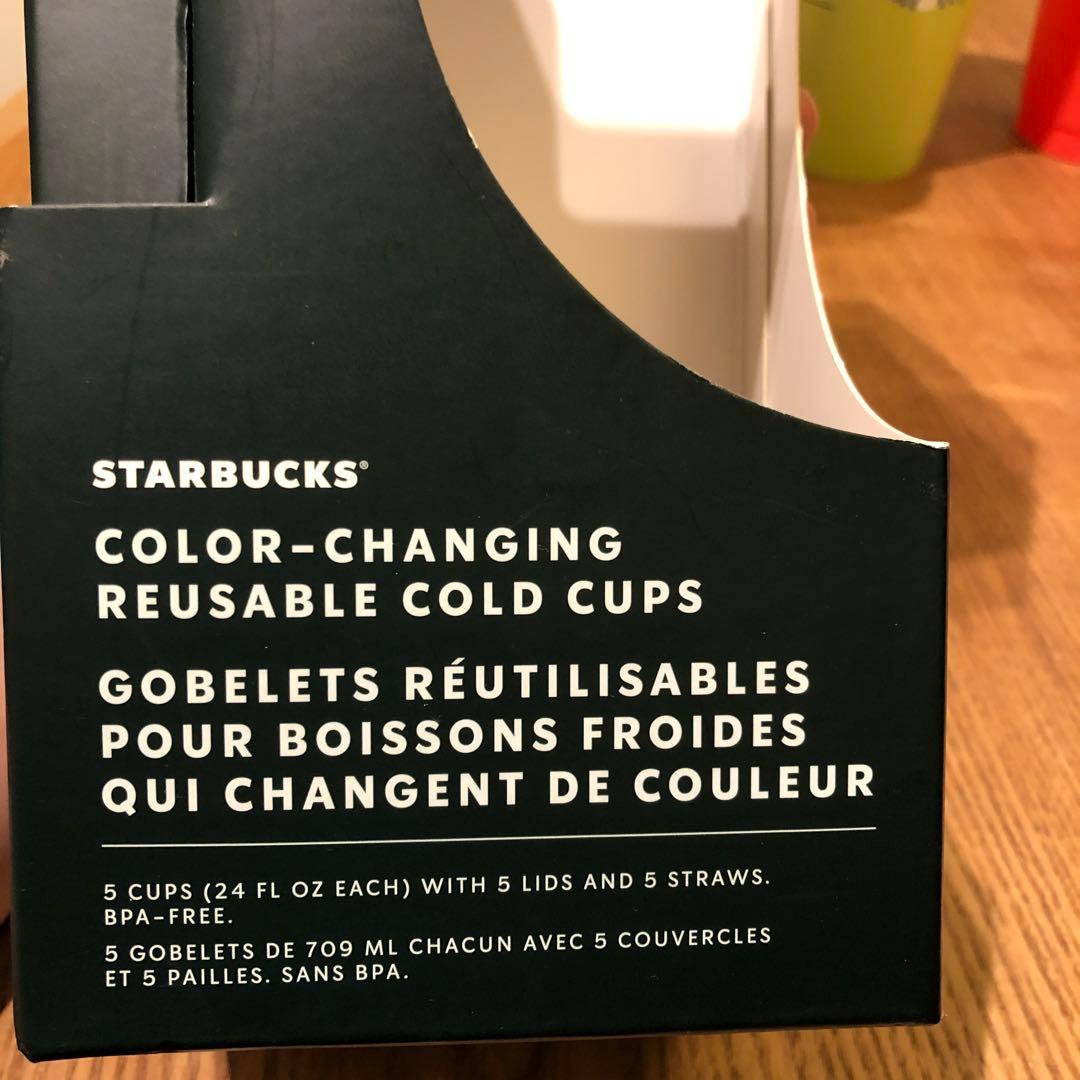 STARBUCKS®
COLOR-CHANGING
REUSABLE COLD CUPS
GOBELETS RÉUTILISABLES
POUR BOISSONS FROIDES
QUI CHANGENT DE COULEUR
5 CUPS (24 FL OZ EACH) WITH 5 LIDS AND 5 STRAWS.
BPA-FREE.
5 GOBELETS DE 709 ML CHACUN AVEC 5 COUVERCLES
ET 5 PAILLES. SANS BPA.